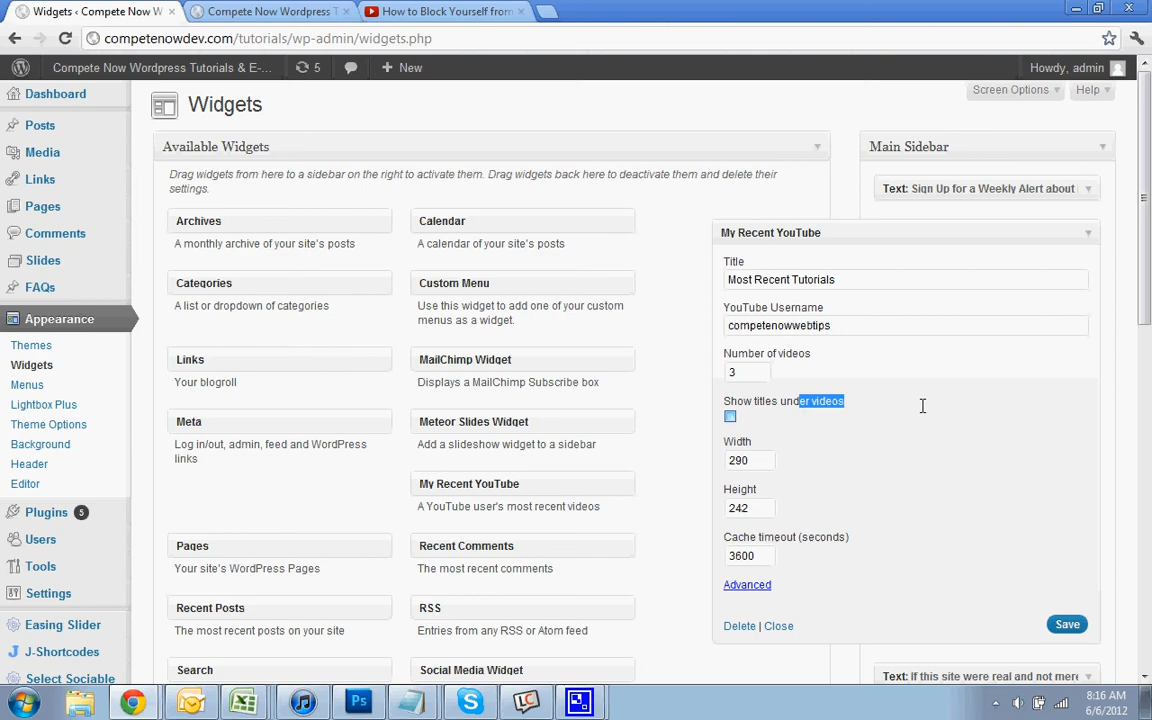 Widgets ‹ Compete Now W
Compete Now Wordpress T
How to Block Yourself from
competenowdev.com/tutorials/wp-admin/widgets.php
Compete Now Wordpress Tutorials & E-...
5
New
Howdy, admin
Dashboard
Posts
Media
Links
Pages
Comments
Slides
FAQs
Appearance
Themes
Widgets
Menus
Lightbox Plus
Theme Options
Background
Header
Editor
Plugins 5
Users
Tools
Settings
Easing Slider
J-Shortcodes
Select Sociable
Widgets
Screen Options
Help
Available Widgets
Drag widgets from here to a sidebar on the right to activate them. Drag widgets back here to deactivate them and delete their
settings.
Archives
A monthly archive of your site's posts
Calendar
A calendar of your site's posts
Categories
A list or dropdown of categories
Custom Menu
Use this widget to add one of your custom
menus as a widget.
Links
Your blogroll
MailChimp Widget
Displays a MailChimp Subscribe box
Meta
Log in/out, admin, feed and WordPress
links
Meteor Slides Widget
Add a slideshow widget to a sidebar
My Recent YouTube
A YouTube user's most recent videos
Pages
Your site's WordPress Pages
Recent Comments
The most recent comments
Recent Posts
The most recent posts on your site
RSS
Entries from any RSS or Atom feed
Search
Social Media Widget
Main Sidebar
Text: Sign Up for a Weekly Alert about
My Recent YouTube
Title
Most Recent Tutorials
YouTube Username
competenowwebtips
Number of videos
3
Show titles under videos
Width
290
Height
242
Cache timeout (seconds)
3600
Advanced
Delete | Close
Save
Text: If this site were real and not mere
8:16 AM
6/6/2012